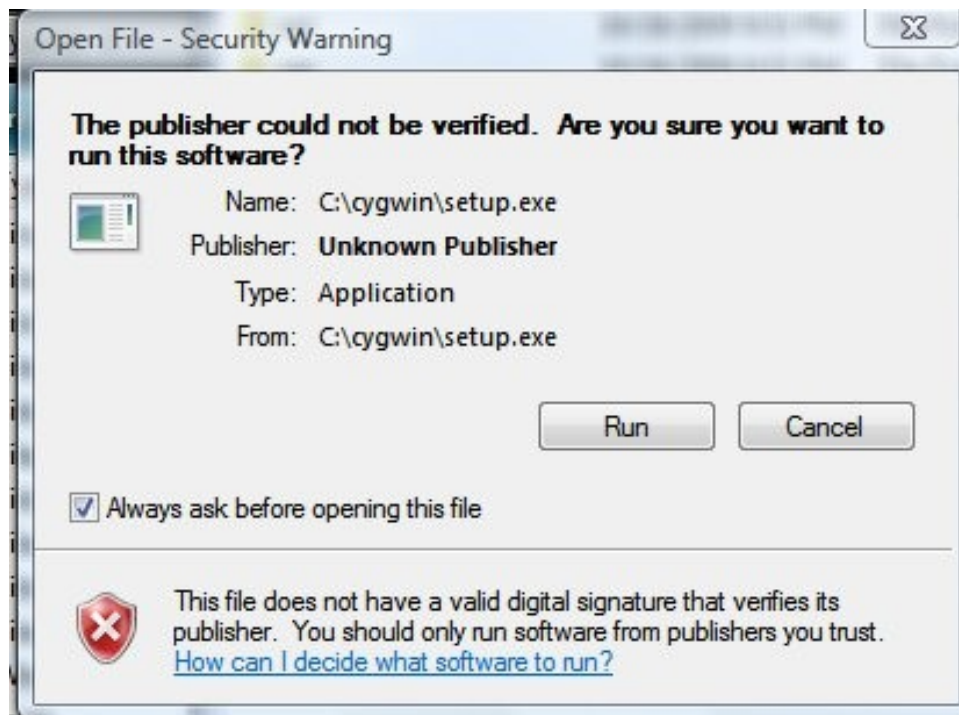 Open File - Security Warning
The publisher could not be verified. Are you sure you want to
run this software?
Name: C:\cygwin\setup.exe
Publisher: Unknown Publisher
Type: Application
From: C:\cygwin\setup.exe
Run Cancel
Always ask before opening this file
This file does not have a valid digital signature that verifies its
publisher. You should only run software from publishers you trust.
How can I decide what software to run?